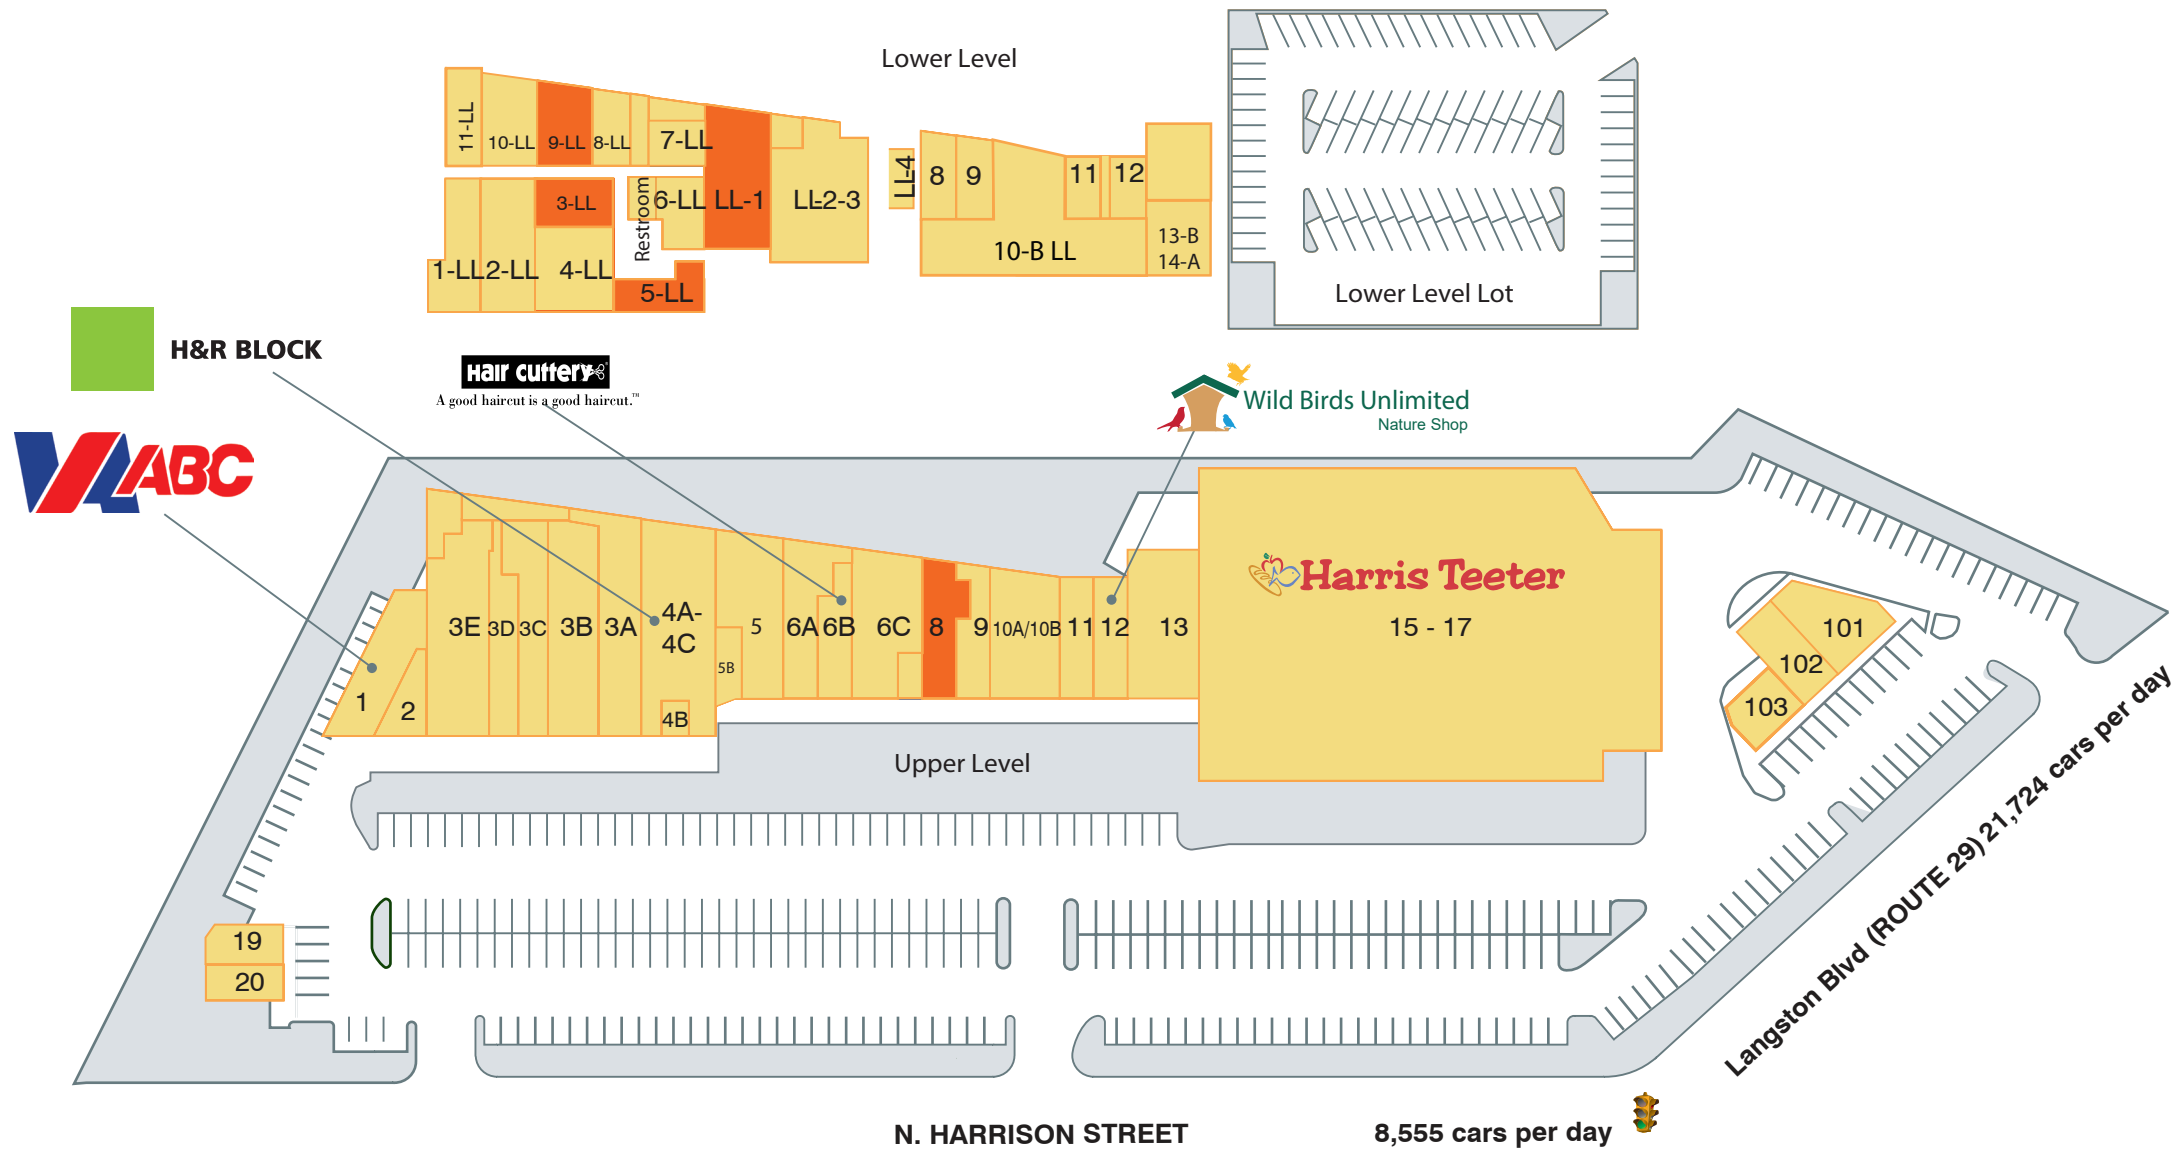 Lower Level
11-LL
10-LL
9-LL
8-LL
7-LL
Restroom
6-LL
LL-1
LL2-3
LL-4
8
9
11
12
3-LL
1-LL
2-LL
4-LL
5-LL
10-B LL
13-B
14-A
Lower Level Lot
H&R BLOCK
Hair Cuttery
A good haircut is a good haircut.™
Wild Birds Unlimited
Nature Shop
VA ABC
Harris Teeter
1
2
3E
3D
3C
3B
3A
4A-
4C
4B
5
5B
6A
6B
6C
8
9
10A/10B
11
12
13
15 - 17
101
102
103
Upper Level
19
20
Langston Blvd (ROUTE 29) 21,724 cars per day
N. HARRISON STREET
8,555 cars per day